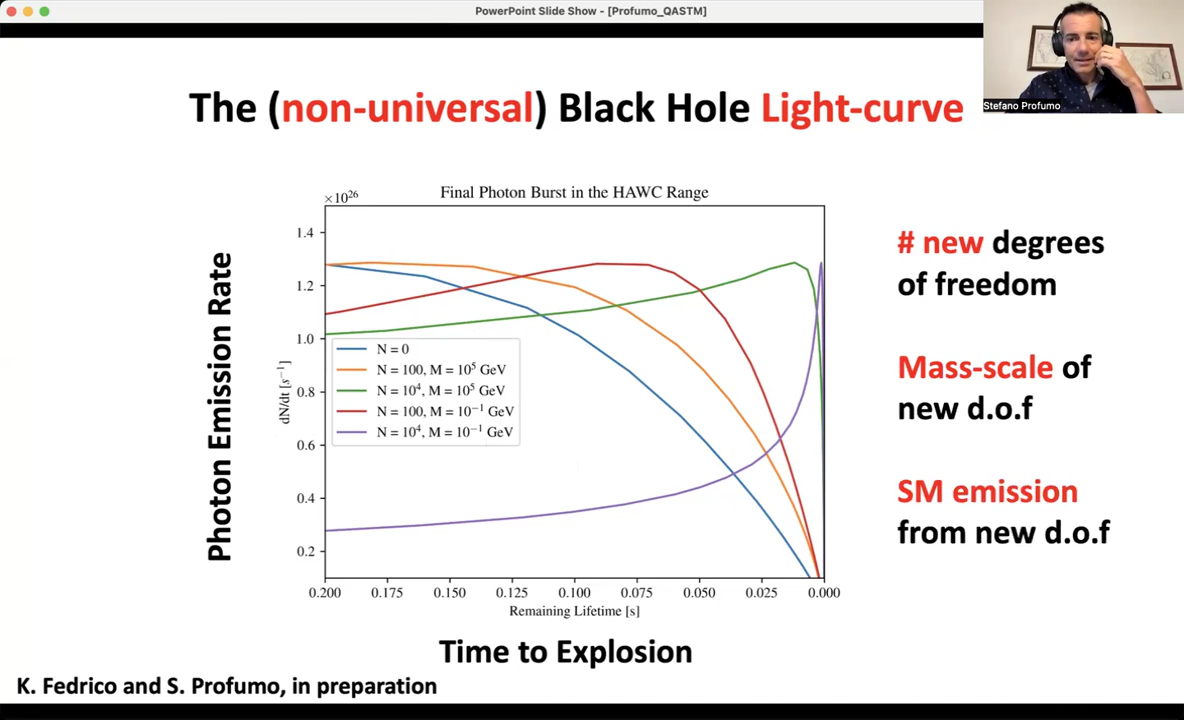 PowerPoint Slide Show - [Profumo_QASTM]
Stefano Profumo
The (non-universal) Black Hole Light-curve
Final Photon Burst in the HAWC Range
×10²⁶
Photon Emission Rate
dN/dt [s⁻¹]
1.4
1.2
1.0
0.8
0.6
0.4
0.2
N = 0
N = 100, M = 10⁵ GeV
N = 10⁴, M = 10⁵ GeV
N = 100, M = 10⁻¹ GeV
N = 10⁴, M = 10⁻¹ GeV
0.200 0.175 0.150 0.125 0.100 0.075 0.050 0.025 0.000
Remaining Lifetime [s]
Time to Explosion
# new degrees
of freedom
Mass-scale of
new d.o.f
SM emission
from new d.o.f
K. Fedrico and S. Profumo, in preparation